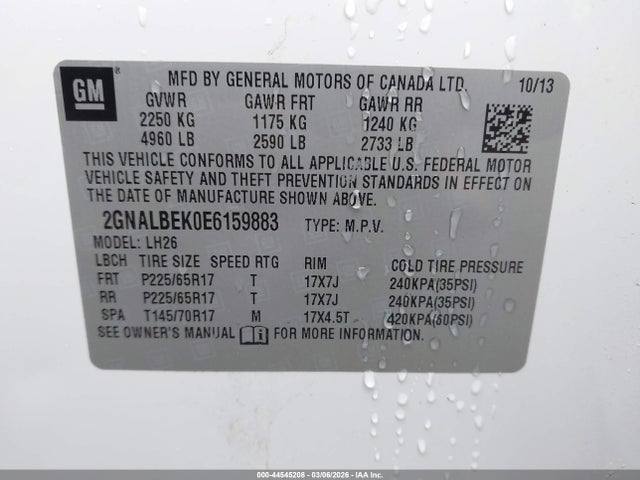 GM ®
MFD BY GENERAL MOTORS OF CANADA LTD. 10/13
GVWR GAWR FRT GAWR RR
2250 KG 1175 KG 1240 KG
4960 LB 2590 LB 2733 LB
THIS VEHICLE CONFORMS TO ALL APPLICABLE U.S. FEDERAL MOTOR
VEHICLE SAFETY AND THEFT PREVENTION STANDARDS IN EFFECT ON
THE DATE OF MANUFACTURE SHOWN ABOVE.
2GNALBEK0E6159883 TYPE: M.P.V.
MODEL: LH26
LBCH TIRE SIZE SPEED RTG RIM COLD TIRE PRESSURE
FRT P225/65R17 T 17X7J 240KPA(35PSI)
RR P225/65R17 T 17X7J 240KPA(35PSI)
SPA T145/70R17 M 17X4.5T 420KPA(60PSI)
SEE OWNER'S MANUAL FOR MORE INFORMATION.
000-44545208 - 03/06/2026 - IAA Inc.